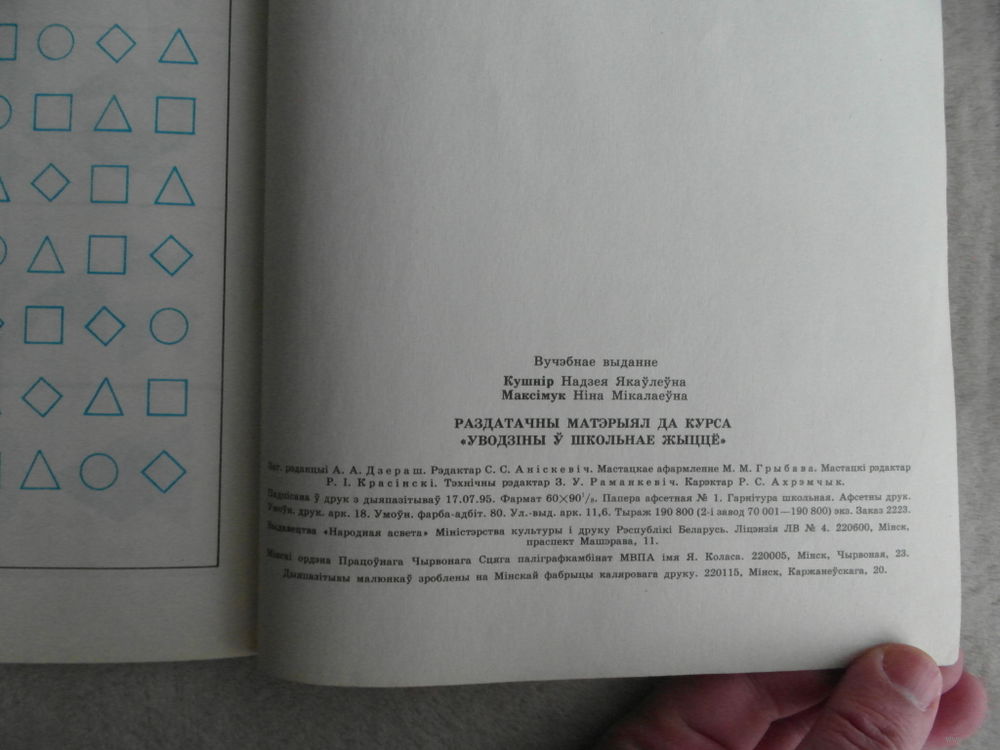 Вучэбнае выданне
Кушнір Надзея Якаўлеўна
Максімук Ніна Мікалаеўна
РАЗДАТАЧНЫ МАТЭРЫЯЛ ДА КУРСА
«УВОДЗІНЫ Ў ШКОЛЬНАЕ ЖЫЦЦЁ»
Заг. рэдакцыі А. А. Дзераш. Рэдактар С. С. Аніскевіч. Мастацкае афармленне М. М. Грыбава. Мастацкі рэдактар
Р. І. Красінскі. Тэхнічны рэдактар З. У. Раманкевіч. Карэктар Р. С. Ахрэмчык.
Падпісана ў друк з дыяпазітываў 17.07.95. Фармат 60×90¹/₈. Папера афсетная № 1. Гарнітура школьная. Афсетны друк.
Умоўн. друк. арк. 18. Умоўн. фарба-адбіт. 80. Ул.-выд. арк. 11,6. Тыраж 190 800 (2-і завод 70 001—190 800) экз. Заказ 2223.
Выдавецтва «Народная асвета» Міністэрства культуры і друку Рэспублікі Беларусь. Ліцэнзія ЛВ № 4. 220600, Мінск,
праспект Машэрава, 11.
Мінскі ордэна Працоўнага Чырвонага Сцяга паліграфкамбінат МВПА імя Я. Коласа. 220005, Мінск, Чырвоная, 23.
Дыяпазітывы малюнкаў зроблены на Мінскай фабрыцы каляровага друку. 220115, Мінск, Каржанеўскага, 20.